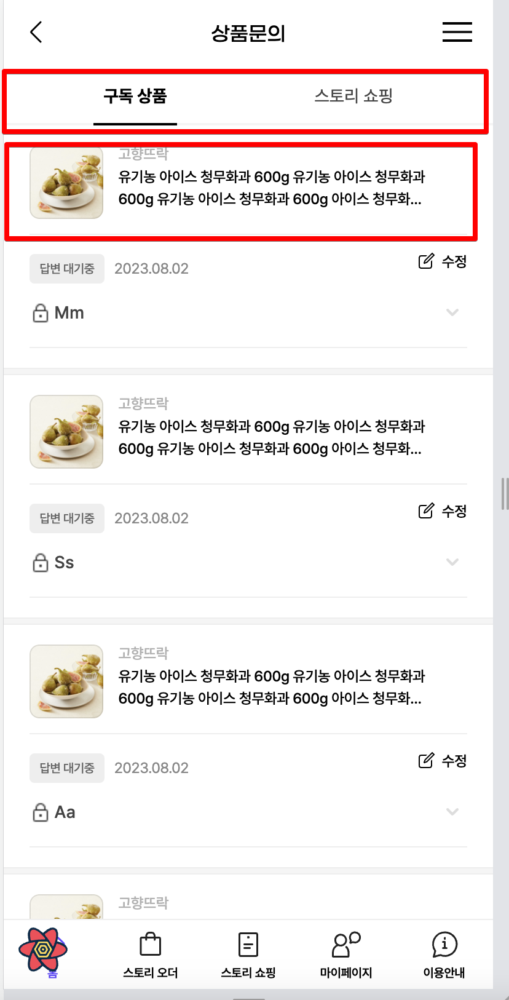 상품문의
구독 상품
스토리 쇼핑
고향뜨락
유기농 아이스 청무화과 600g 유기농 아이스 청무화과
600g 유기농 아이스 청무화과 600g 아이스 청무화...
답변 대기중 2023.08.02 수정
Mm
고향뜨락
유기농 아이스 청무화과 600g 유기농 아이스 청무화과
600g 유기농 아이스 청무화과 600g 아이스 청무화...
답변 대기중 2023.08.02 수정
Ss
고향뜨락
유기농 아이스 청무화과 600g 유기농 아이스 청무화과
600g 유기농 아이스 청무화과 600g 아이스 청무화...
답변 대기중 2023.08.02 수정
Aa
고향뜨락
홈 스토리 오더 스토리 쇼핑 마이페이지 이용안내